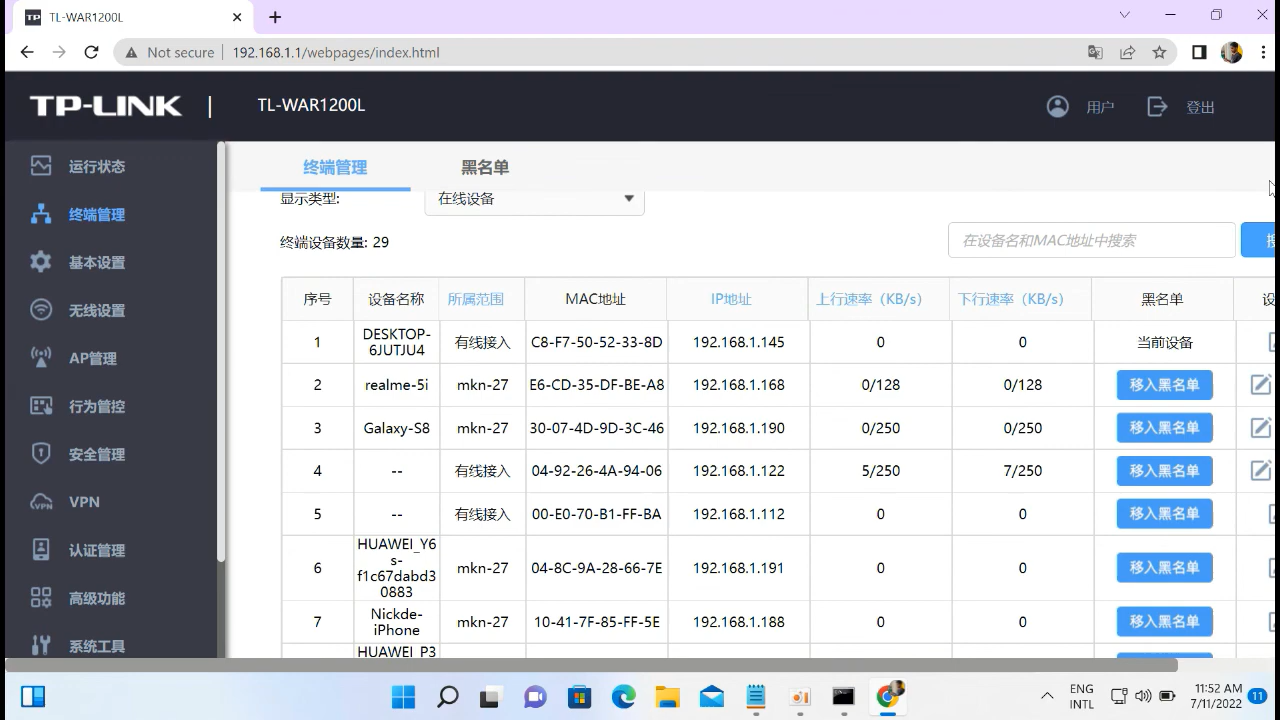 TP TL-WAR1200L
Not secure 192.168.1.1/webpages/index.html
TP-LINK | TL-WAR1200L 用户 登出
运行状态
终端管理
基本设置
无线设置
AP管理
行为管控
安全管理
VPN
认证管理
高级功能
系统工具
终端管理 黑名单
显示类型: 在线设备
终端设备数量: 29 在设备名和MAC地址中搜索
序号 设备名称 所属范围 MAC地址 IP地址 上行速率（KB/s） 下行速率（KB/s） 黑名单
1 DESKTOP-6JUTJU4 有线接入 C8-F7-50-52-33-8D 192.168.1.145 0 0 当前设备
2 realme-5i mkn-27 E6-CD-35-DF-BE-A8 192.168.1.168 0/128 0/128 移入黑名单
3 Galaxy-S8 mkn-27 30-07-4D-9D-3C-46 192.168.1.190 0/250 0/250 移入黑名单
4 -- 有线接入 04-92-26-4A-94-06 192.168.1.122 5/250 7/250 移入黑名单
5 -- 有线接入 00-E0-70-B1-FF-BA 192.168.1.112 0 0 移入黑名单
6 HUAWEI_Y6s-f1c67dabd30883 mkn-27 04-8C-9A-28-66-7E 192.168.1.191 0 0 移入黑名单
7 Nickde-iPhone mkn-27 10-41-7F-85-FF-5E 192.168.1.188 0 0 移入黑名单
HUAWEI_P3
ENG
INTL
11:52 AM
7/11/2022
11